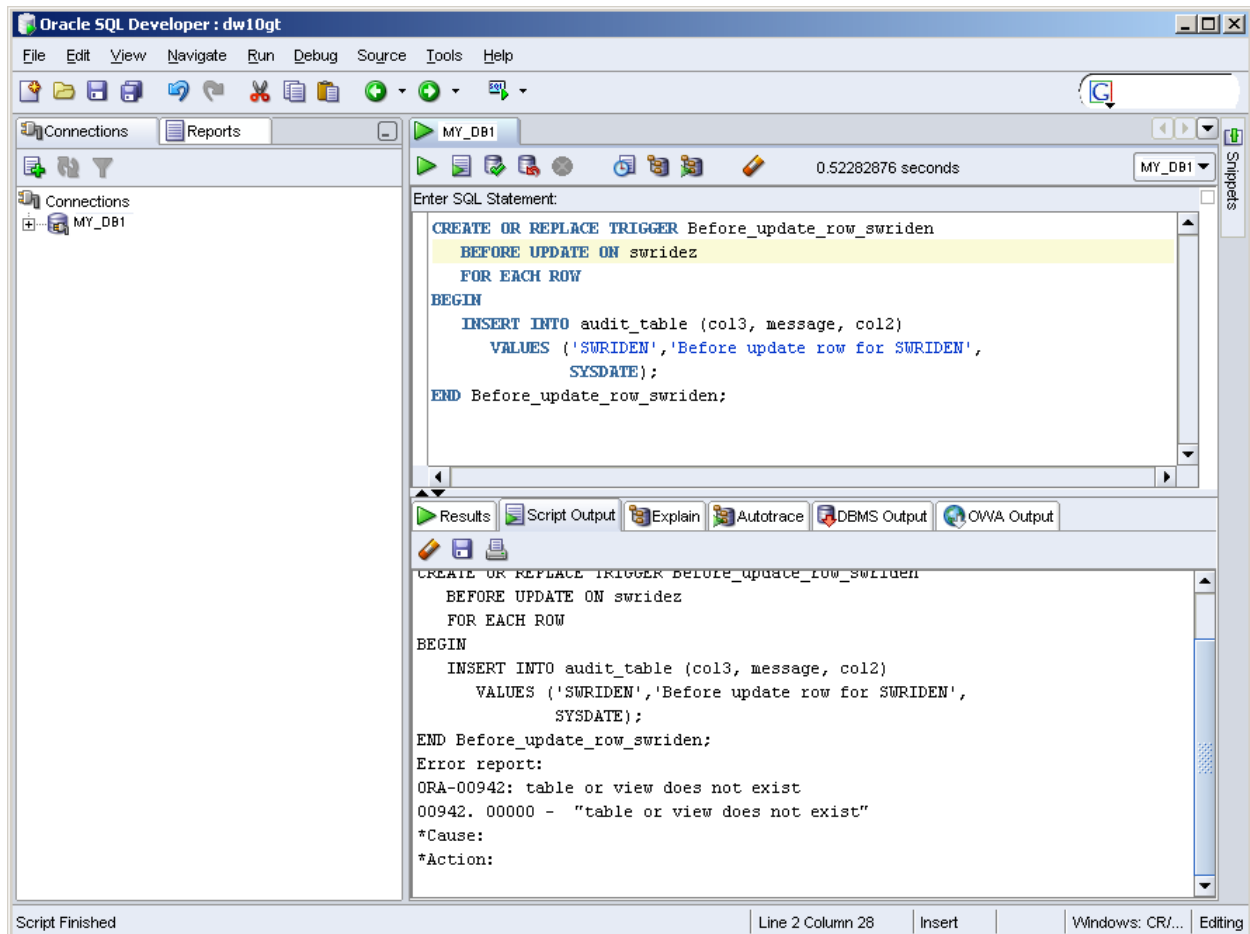 Oracle SQL Developer : dw10gt
File Edit View Navigate Run Debug Source Tools Help
G
Connections
Reports
MY_DB1
Snippets
0.52282876 seconds
MY_DB1
Connections
MY_DB1
Enter SQL Statement:
CREATE OR REPLACE TRIGGER Before_update_row_swriden
BEFORE UPDATE ON swridez
FOR EACH ROW
BEGIN
INSERT INTO audit_table (col3, message, col2)
VALUES ('SWRIDEN','Before update row for SWRIDEN',
SYSDATE);
END Before_update_row_swriden;
Results Script Output Explain Autotrace DBMS Output OWA Output
CREATE OR REPLACE TRIGGER Before_update_row_swriden
BEFORE UPDATE ON swridez
FOR EACH ROW
BEGIN
INSERT INTO audit_table (col3, message, col2)
VALUES ('SWRIDEN','Before update row for SWRIDEN',
SYSDATE);
END Before_update_row_swriden;
Error report:
ORA-00942: table or view does not exist
00942. 00000 - "table or view does not exist"
*Cause:
*Action:
Script Finished
Line 2 Column 28
Insert
Windows: CR/...
Editing